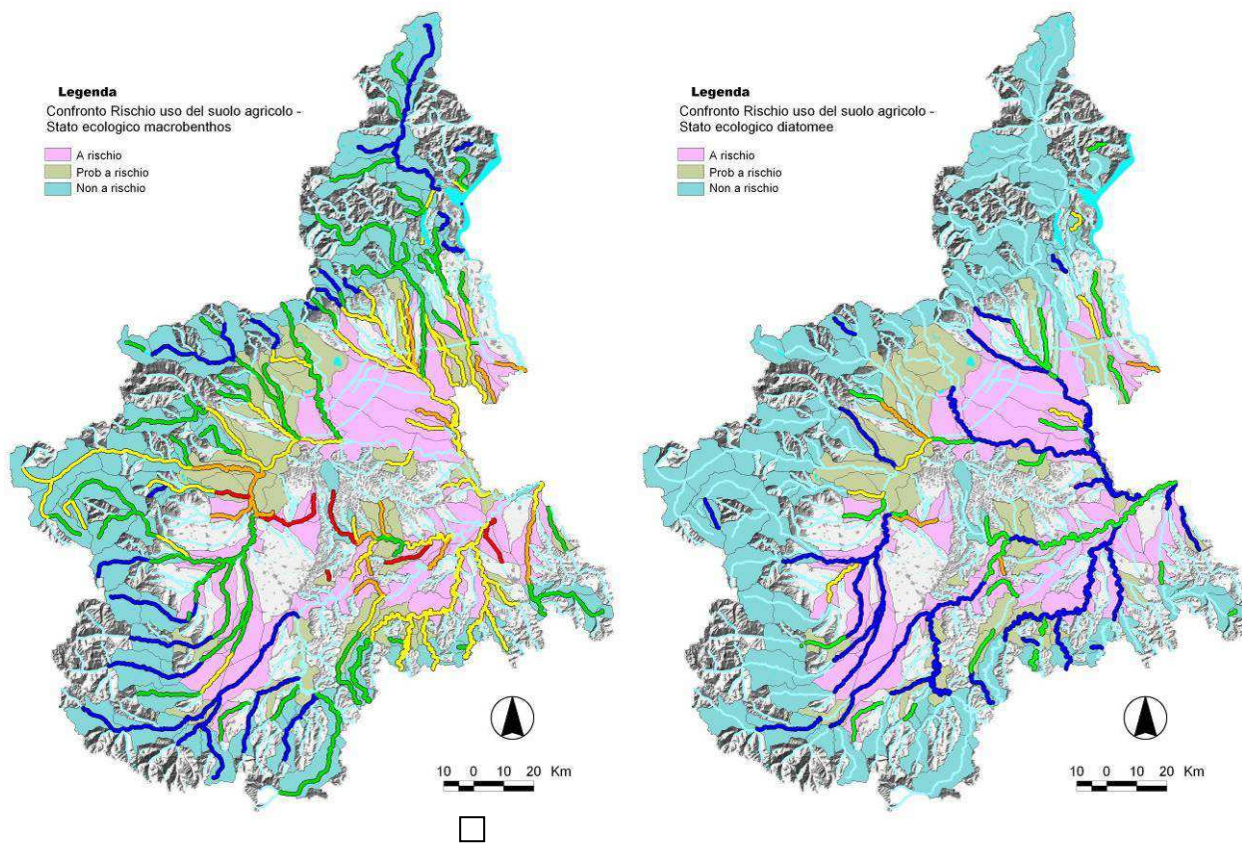 Legenda
Confronto Rischio uso del suolo agricolo -
Stato ecologico macrobenthos
A rischio
Prob a rischio
Non a rischio
10 0 10 20 Km
Legenda
Confronto Rischio uso del suolo agricolo -
Stato ecologico diatomee
A rischio
Prob a rischio
Non a rischio
10 0 10 20 Km